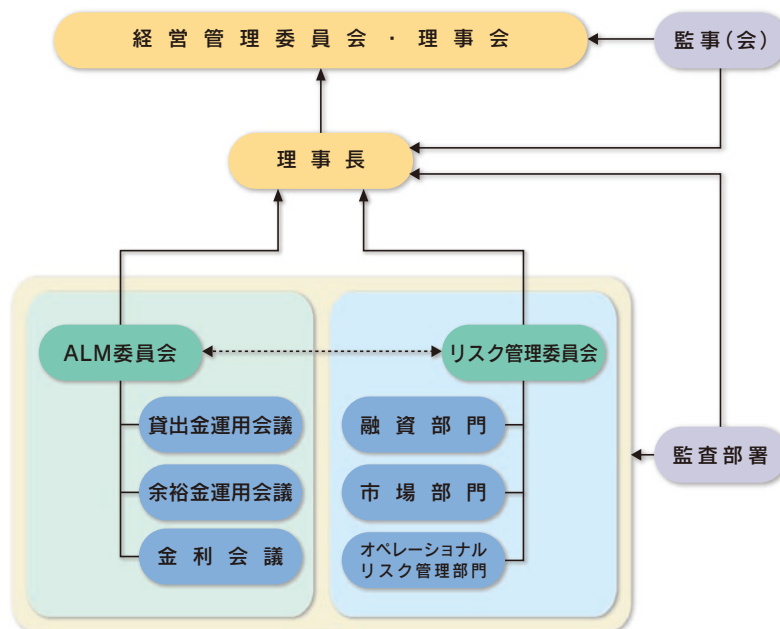 経営管理委員会・理事会
監事(会)
理事長
ALM委員会
リスク管理委員会
貸出金運用会議
融資部門
監査部署
余裕金運用会議
市場部門
金利会議
オペレーショナル
リスク管理部門